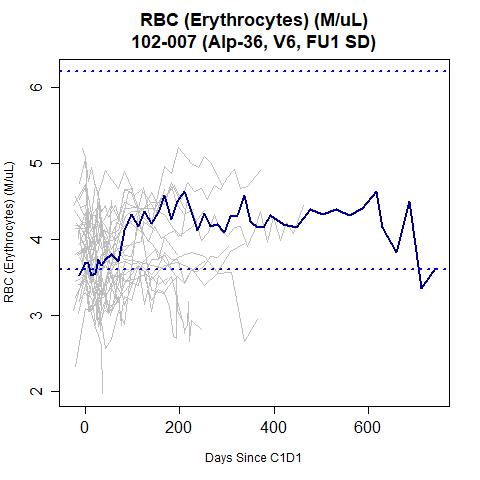 RBC (Erythrocytes) (M/uL)
102-007 (Alp-36, V6, FU1 SD)
RBC (Erythrocytes) (M/uL)
6
5
4
3
2
0
200
400
600
Days Since C1D1